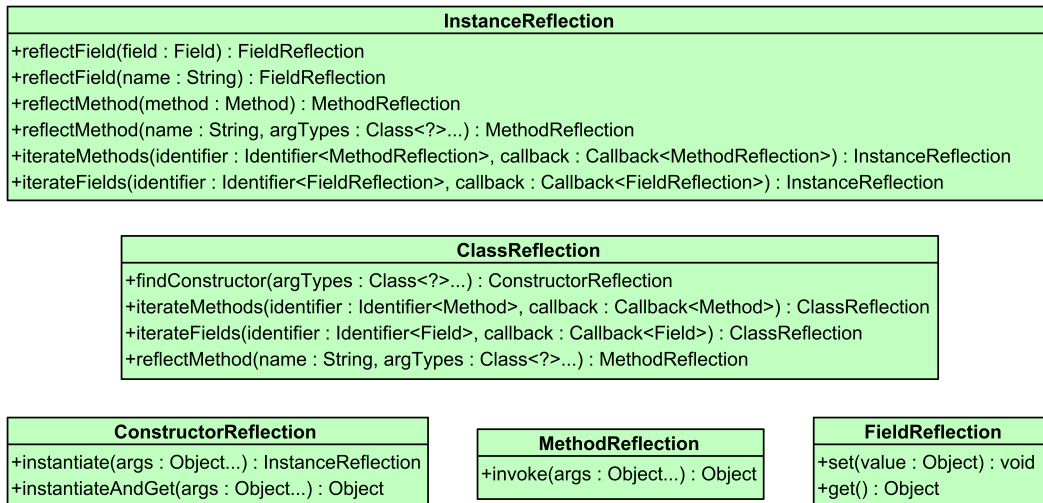 InstanceReflection
+reflectField(field : Field) : FieldReflection
+reflectField(name : String) : FieldReflection
+reflectMethod(method : Method) : MethodReflection
+reflectMethod(name : String, argTypes : Class<?>...) : MethodReflection
+iterateMethods(identifier : Identifier<MethodReflection>, callback : Callback<MethodReflection>) : InstanceReflection
+iterateFields(identifier : Identifier<FieldReflection>, callback : Callback<FieldReflection>) : InstanceReflection
ClassReflection
+findConstructor(argTypes : Class<?>...) : ConstructorReflection
+iterateMethods(identifier : Identifier<Method>, callback : Callback<Method>) : ClassReflection
+iterateFields(identifier : Identifier<Field>, callback : Callback<Field>) : ClassReflection
+reflectMethod(name : String, argTypes : Class<?>...) : MethodReflection
ConstructorReflection
+instantiate(args : Object...) : InstanceReflection
+instantiateAndGet(args : Object...) : Object
MethodReflection
+invoke(args : Object...) : Object
FieldReflection
+set(value : Object) : void
+get() : Object